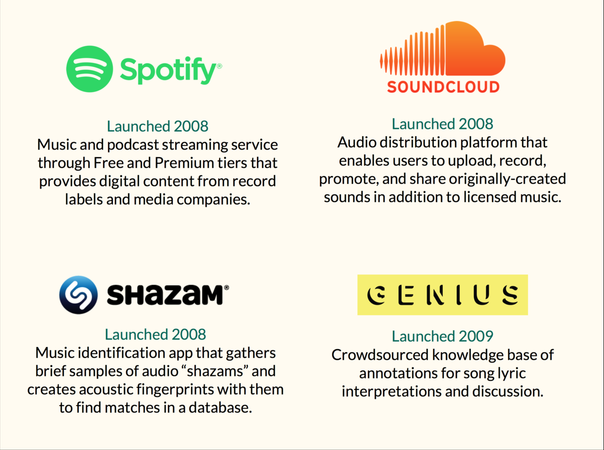 Spotify®
Launched 2008
Music and podcast streaming service
through Free and Premium tiers that
provides digital content from record
labels and media companies.
SOUNDCLOUD
Launched 2008
Audio distribution platform that
enables users to upload, record,
promote, and share originally-created
sounds in addition to licensed music.
SHAZAM®
Launched 2008
Music identification app that gathers
brief samples of audio “shazams” and
creates acoustic fingerprints with them
to find matches in a database.
GENIUS
Launched 2009
Crowdsourced knowledge base of
annotations for song lyric
interpretations and discussion.